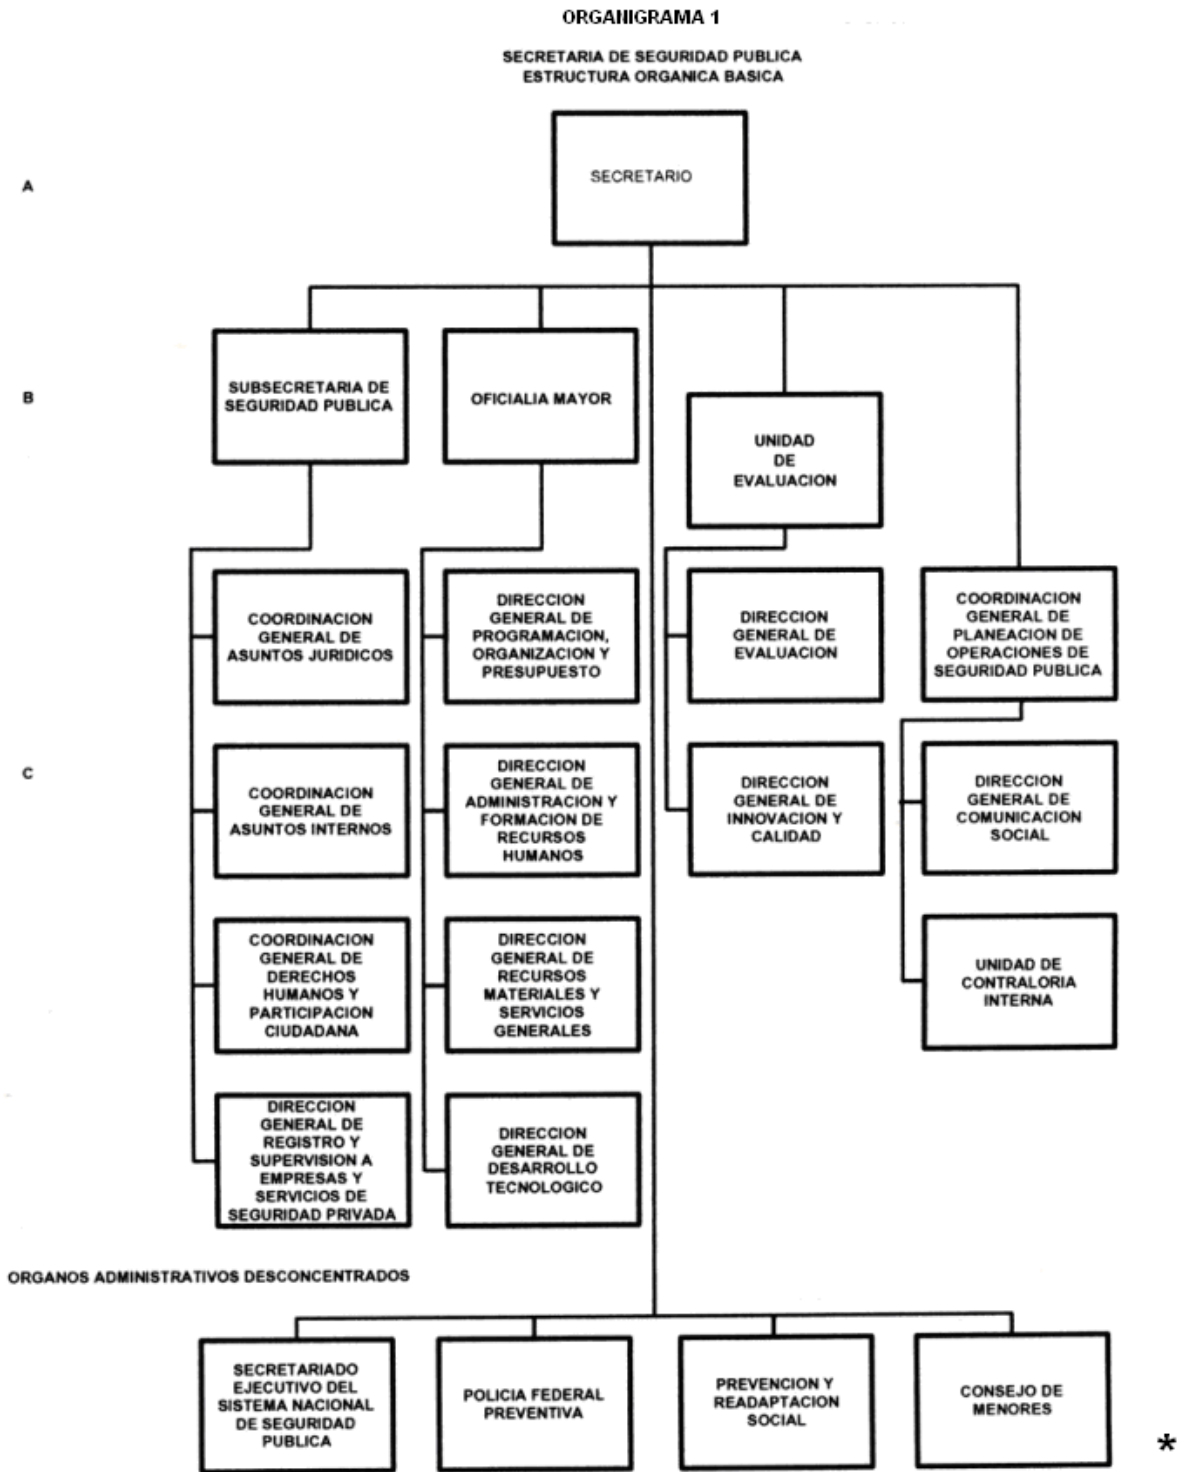 ORGANIGRAMA 1
SECRETARIA DE SEGURIDAD PUBLICA
ESTRUCTURA ORGANICA BASICA
A
SECRETARIO
B
SUBSECRETARIA DE
SEGURIDAD PUBLICA
OFICIALIA MAYOR
UNIDAD
DE
EVALUACION
COORDINACION
GENERAL DE
ASUNTOS JURIDICOS
DIRECCION
GENERAL DE
PROGRAMACION,
ORGANIZACION Y
PRESUPUESTO
DIRECCION
GENERAL DE
EVALUACION
COORDINACION
GENERAL DE
PLANEACION DE
OPERACIONES DE
SEGURIDAD PUBLICA
C
COORDINACION
GENERAL DE
ASUNTOS INTERNOS
DIRECCION
GENERAL DE
ADMINISTRACION Y
FORMACION DE
RECURSOS
HUMANOS
DIRECCION
GENERAL DE
INNOVACION Y
CALIDAD
DIRECCION
GENERAL DE
COMUNICACION
SOCIAL
COORDINACION
GENERAL DE
DERECHOS
HUMANOS Y
PARTICIPACION
CIUDADANA
DIRECCION
GENERAL DE
RECURSOS
MATERIALES Y
SERVICIOS
GENERALES
UNIDAD DE
CONTRALORIA
INTERNA
DIRECCION
GENERAL DE
REGISTRO Y
SUPERVISION A
EMPRESAS Y
SERVICIOS DE
SEGURIDAD PRIVADA
DIRECCION
GENERAL DE
DESARROLLO
TECNOLOGICO
ORGANOS ADMINISTRATIVOS DESCONCENTRADOS
SECRETARIADO
EJECUTIVO DEL
SISTEMA NACIONAL
DE SEGURIDAD
PUBLICA
POLICIA FEDERAL
PREVENTIVA
PREVENCION Y
READAPTACION
SOCIAL
CONSEJO DE
MENORES
*